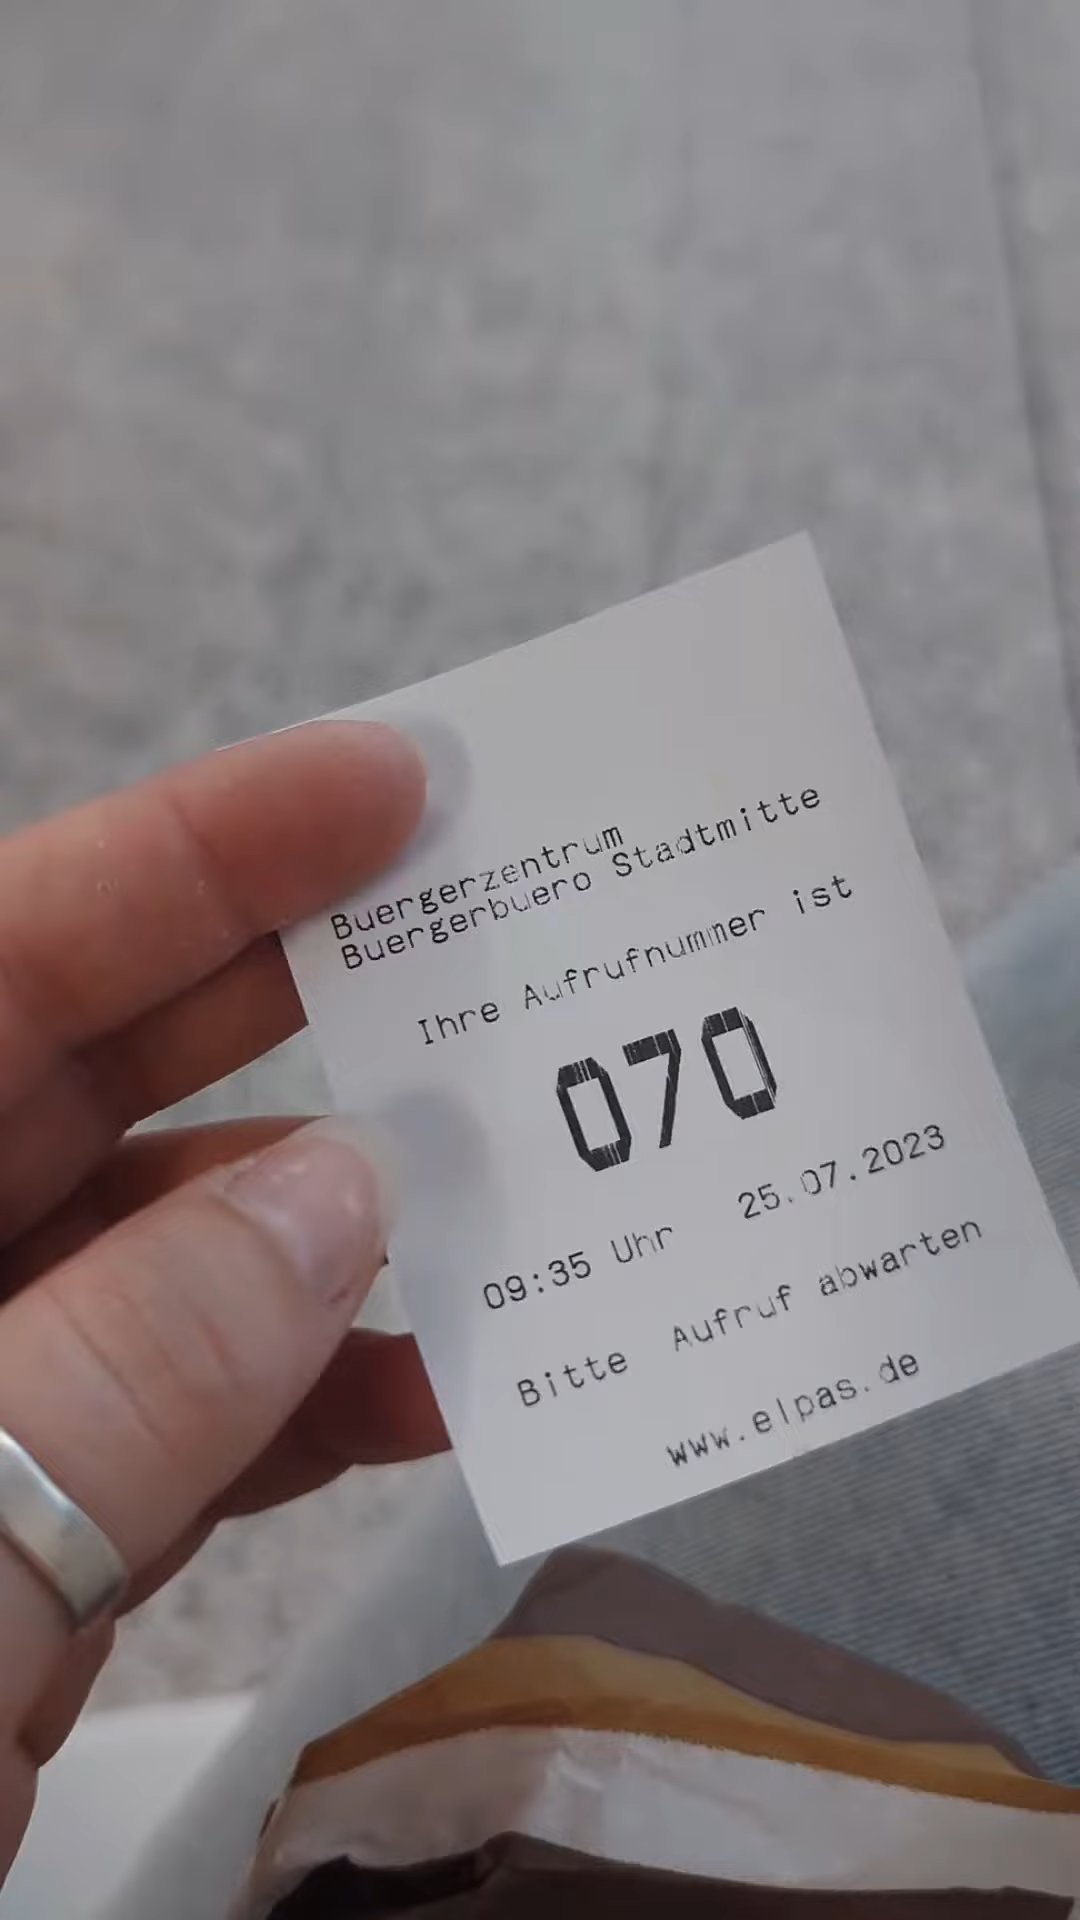 Buergerzentrum
Buergerbuero Stadtmitte
Ihre Aufrufnummer ist
070
09:35 Uhr 25.07.2023
Bitte Aufruf abwarten
www.elpas.de